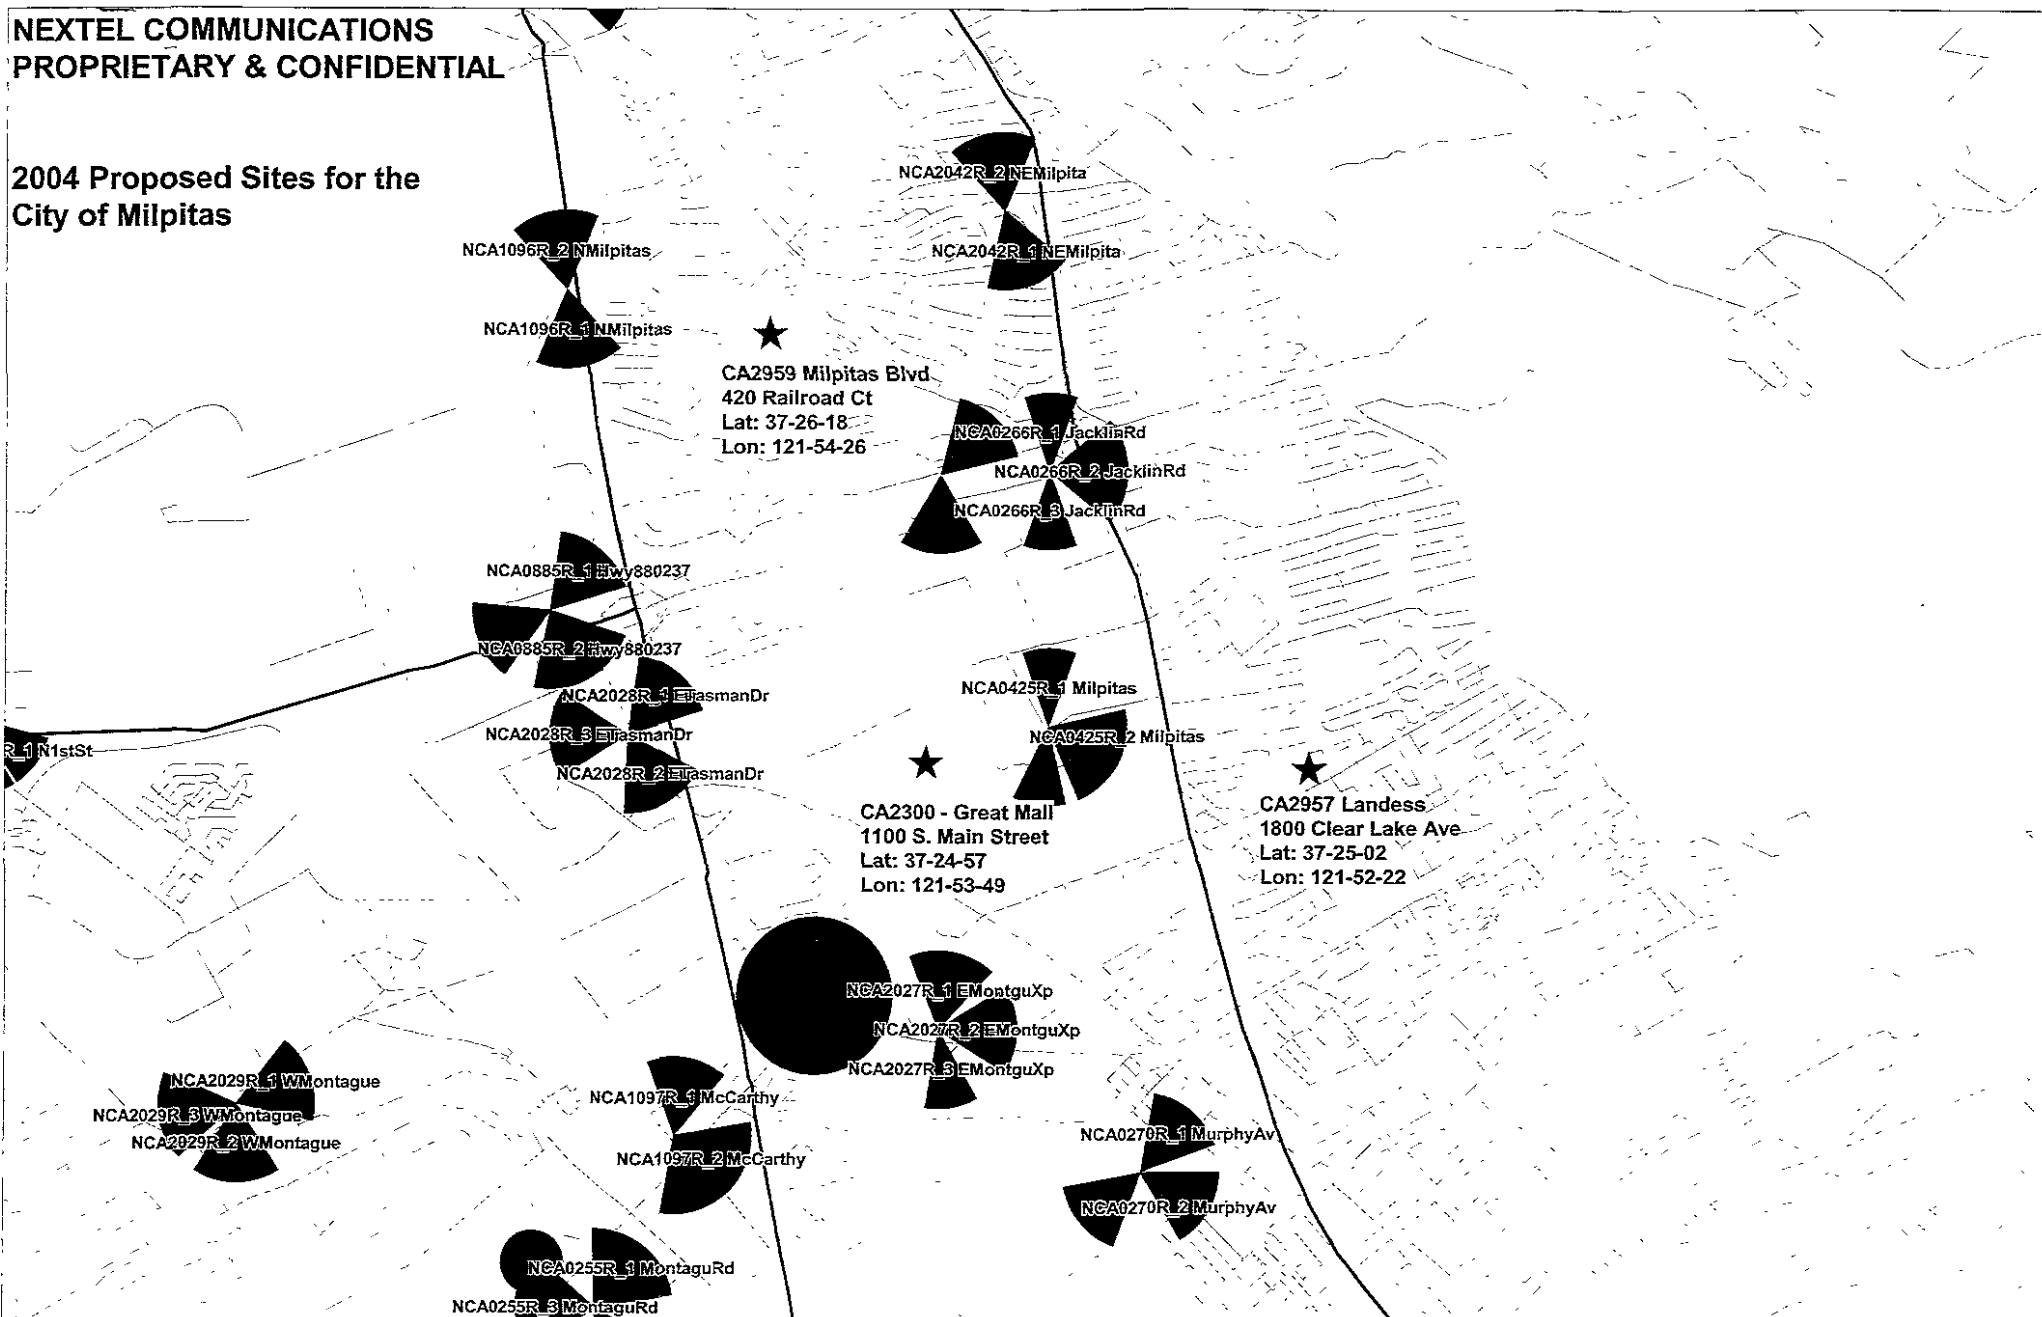 NEXTEL COMMUNICATIONS
PROPRIETARY & CONFIDENTIAL
2004 Proposed Sites for the
City of Milpitas
NCA2042R_2 NEMilpita
NCA2042R_1 NEMilpita
NCA1096R_2 NMilpitas
NCA1096R_1 NMilpitas
CA2959 Milpitas Blvd
420 Railroad Ct
Lat: 37-26-18
Lon: 121-54-26
NCA0266R_1 JacklinRd
NCA0266R_2 JacklinRd
NCA0266R_3 JacklinRd
NCA0885R_1 Hwy880237
NCA0885R_2 Hwy880237
NCA2028R_1 ETasmanDr
NCA2028R_3 ETasmanDr
NCA2028R_2 ETasmanDr
NCA0425R_1 Milpitas
NCA0425R_2 Milpitas
R_1 N1stSt
CA2300 - Great Mall
1100 S. Main Street
Lat: 37-24-57
Lon: 121-53-49
CA2957 Landess
1800 Clear Lake Ave
Lat: 37-25-02
Lon: 121-52-22
NCA2027R_1 EMontguXp
NCA2027R_2 EMontguXp
NCA2027R_3 EMontguXp
NCA2029R_1 WMontague
NCA2029R_3 WMontague
NCA2029R_2 WMontague
NCA1097R_1 McCarthy
NCA1097R_2 McCarthy
NCA0270R_1 MurphyAv
NCA0270R_2 MurphyAv
NCA0255R_1 MontaguRd
NCA0255R_3 MontaguRd